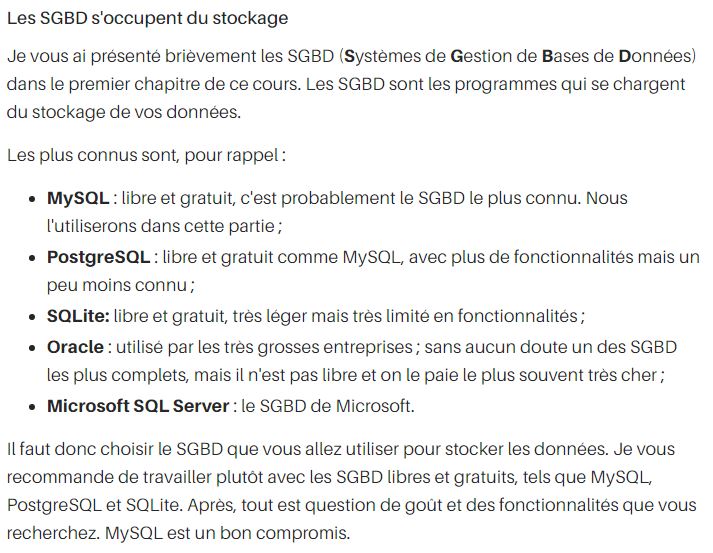 Les SGBD s'occupent du stockage
Je vous ai présenté brièvement les SGBD (Systèmes de Gestion de Bases de Données)
dans le premier chapitre de ce cours. Les SGBD sont les programmes qui se chargent
du stockage de vos données.
Les plus connus sont, pour rappel :
• MySQL : libre et gratuit, c'est probablement le SGBD le plus connu. Nous
l'utiliserons dans cette partie ;
• PostgreSQL : libre et gratuit comme MySQL, avec plus de fonctionnalités mais un
peu moins connu ;
• SQLite: libre et gratuit, très léger mais très limité en fonctionnalités ;
• Oracle : utilisé par les très grosses entreprises ; sans aucun doute un des SGBD
les plus complets, mais il n'est pas libre et on le paie le plus souvent très cher ;
• Microsoft SQL Server : le SGBD de Microsoft.
Il faut donc choisir le SGBD que vous allez utiliser pour stocker les données. Je vous
recommande de travailler plutôt avec les SGBD libres et gratuits, tels que MySQL,
PostgreSQL et SQLite. Après, tout est question de goût et des fonctionnalités que vous
recherchez. MySQL est un bon compromis.